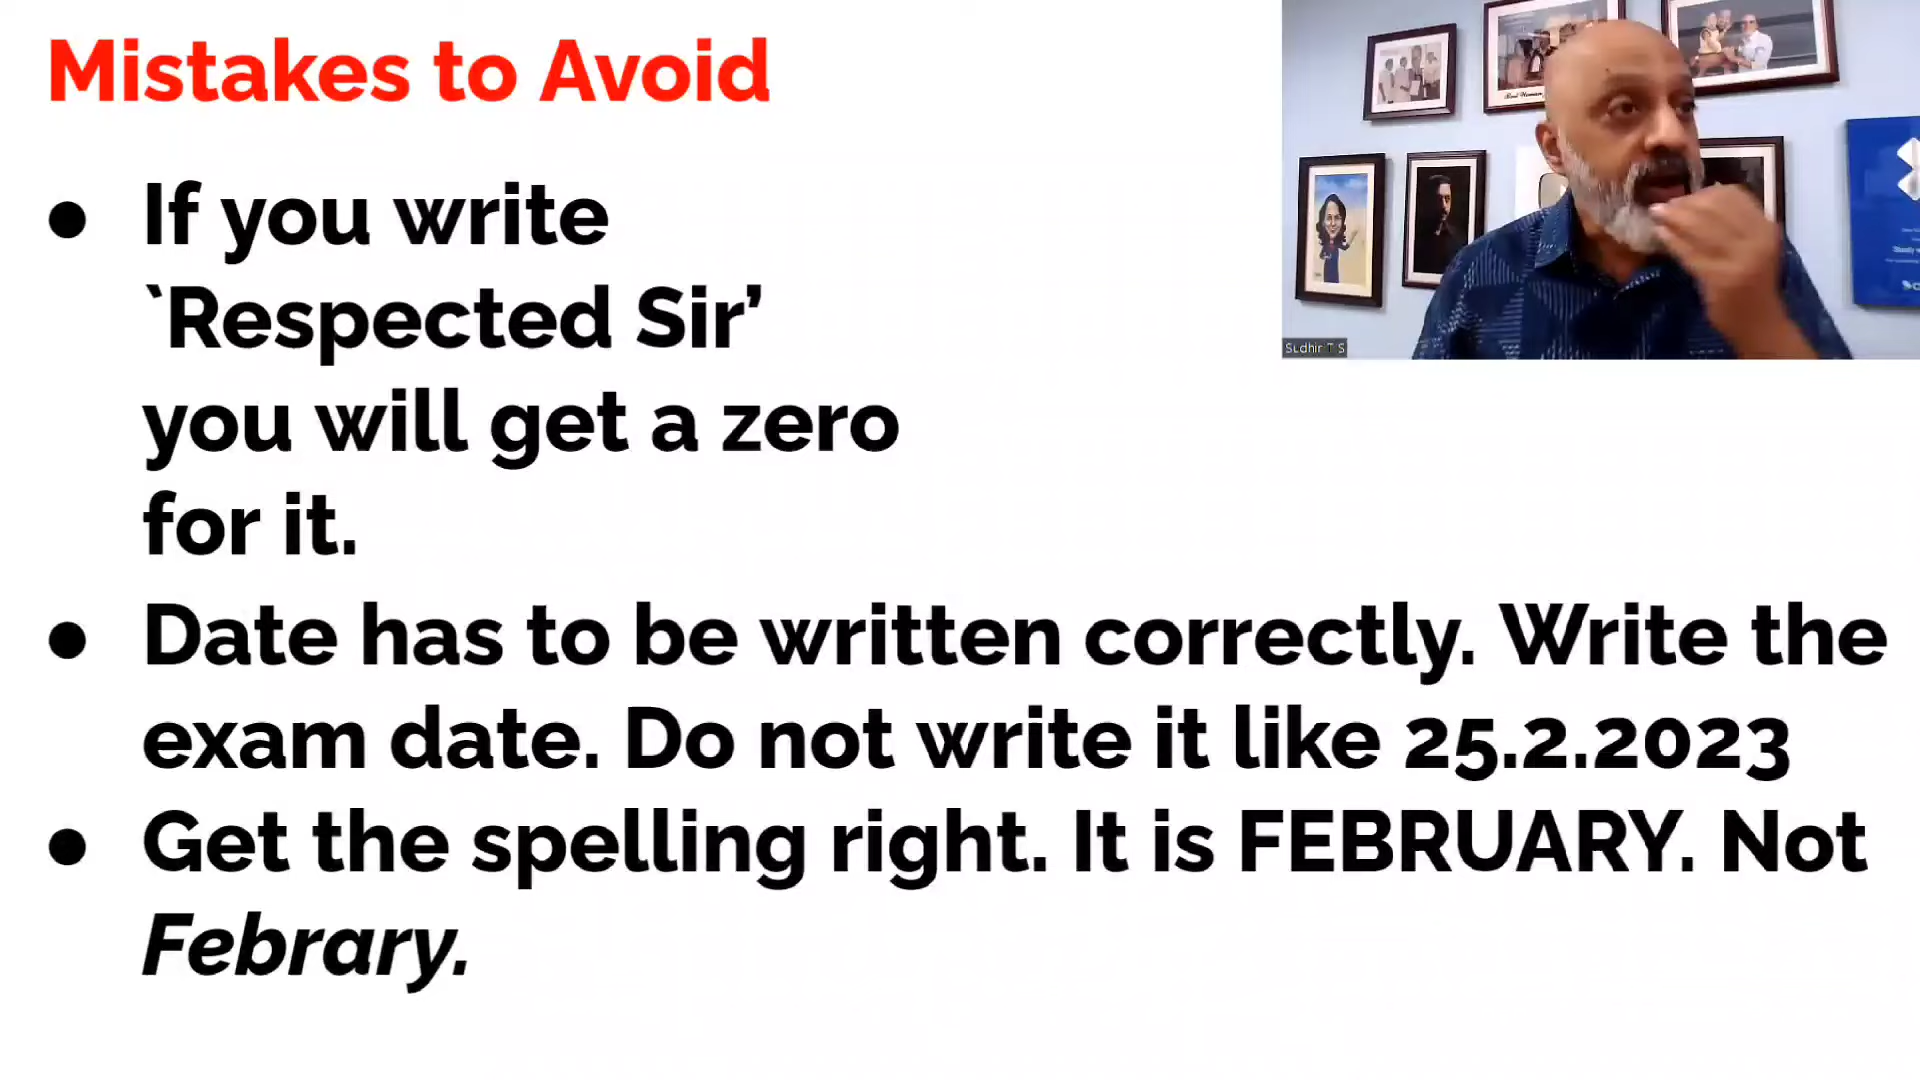 Mistakes to Avoid
● If you write
`Respected Sir’
you will get a zero
for it.
● Date has to be written correctly. Write the
exam date. Do not write it like 25.2.2023
● Get the spelling right. It is FEBRUARY. Not
Febrary.
Sudhir T S